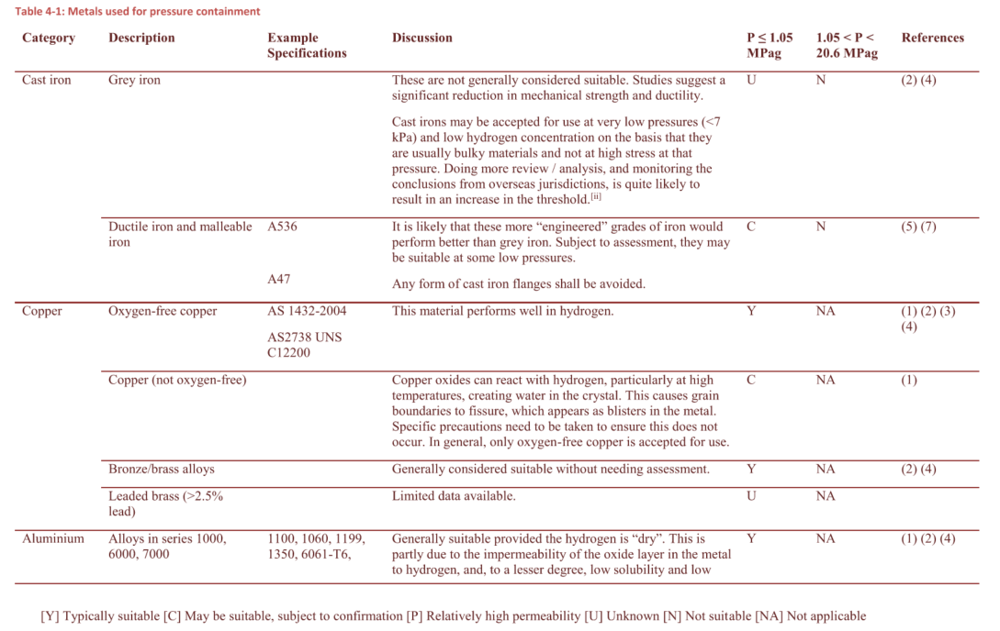 Table 4-1: Metals used for pressure containment
Category Description Example Specifications Discussion P ≤ 1.05 MPag 1.05 < P < 20.6 MPag References
Cast iron Grey iron These are not generally considered suitable. Studies suggest a U N (2) (4)
significant reduction in mechanical strength and ductility.
Cast irons may be accepted for use at very low pressures (<7
kPa) and low hydrogen concentration on the basis that they
are usually bulky materials and not at high stress at that
pressure. Doing more review / analysis, and monitoring the
conclusions from overseas jurisdictions, is quite likely to
result in an increase in the threshold.[ii]
Ductile iron and malleable A536 It is likely that these more “engineered” grades of iron would C N (5) (7)
iron perform better than grey iron. Subject to assessment, they may
be suitable at some low pressures.
A47 Any form of cast iron flanges shall be avoided.
Copper Oxygen-free copper AS 1432-2004 This material performs well in hydrogen. Y NA (1) (2) (3)
(4)
AS2738 UNS
C12200
Copper (not oxygen-free) Copper oxides can react with hydrogen, particularly at high C NA (1)
temperatures, creating water in the crystal. This causes grain
boundaries to fissure, which appears as blisters in the metal.
Specific precautions need to be taken to ensure this does not
occur. In general, only oxygen-free copper is accepted for use.
Bronze/brass alloys Generally considered suitable without needing assessment. Y NA (2) (4)
Leaded brass (>2.5% Limited data available. U NA
lead)
Aluminium Alloys in series 1000, 1100, 1060, 1199, Generally suitable provided the hydrogen is “dry”. This is Y NA (1) (2) (4)
6000, 7000 1350, 6061-T6, partly due to the impermeability of the oxide layer in the metal
to hydrogen, and, to a lesser degree, low solubility and low
[Y] Typically suitable [C] May be suitable, subject to confirmation [P] Relatively high permeability [U] Unknown [N] Not suitable [NA] Not applicable